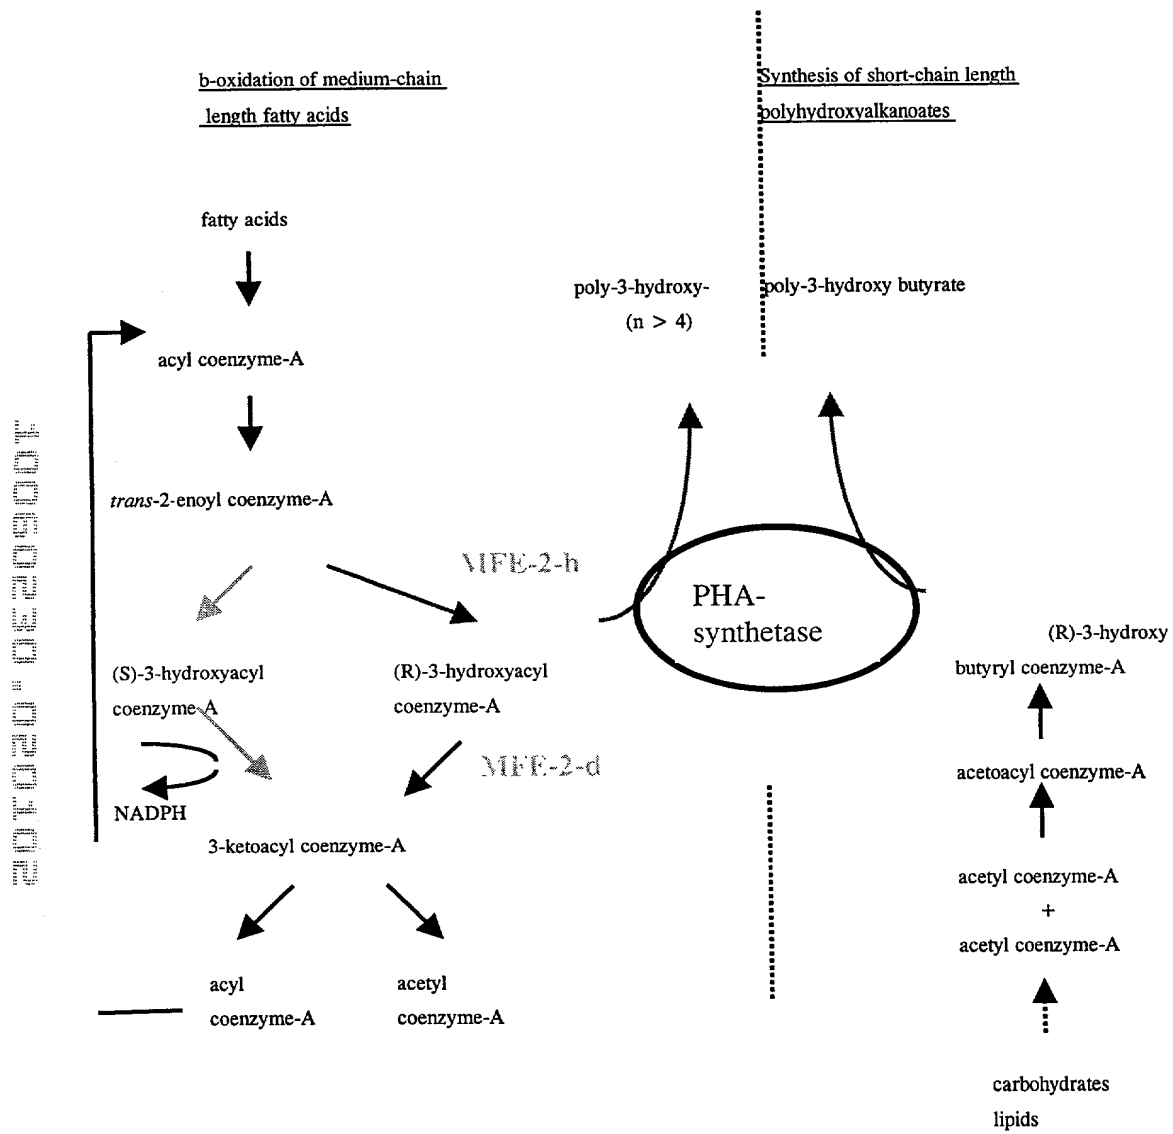 b-oxidation of medium-chain
length fatty acids
Synthesis of short-chain length
polyhydroxyalkanoates
fatty acids
poly-3-hydroxy-
(n > 4)
poly-3-hydroxy butyrate
acyl coenzyme-A
trans-2-enoyl coenzyme-A
MFE-2-h
PHA-
synthetase
(S)-3-hydroxyacyl
coenzyme-A
(R)-3-hydroxyacyl
coenzyme-A
(R)-3-hydroxy
butyryl coenzyme-A
MFE-2-d
acetoacyl coenzyme-A
NADPH
3-ketoacyl coenzyme-A
acetyl coenzyme-A
+
acetyl coenzyme-A
acyl
coenzyme-A
acetyl
coenzyme-A
carbohydrates
lipids
10060230.020102